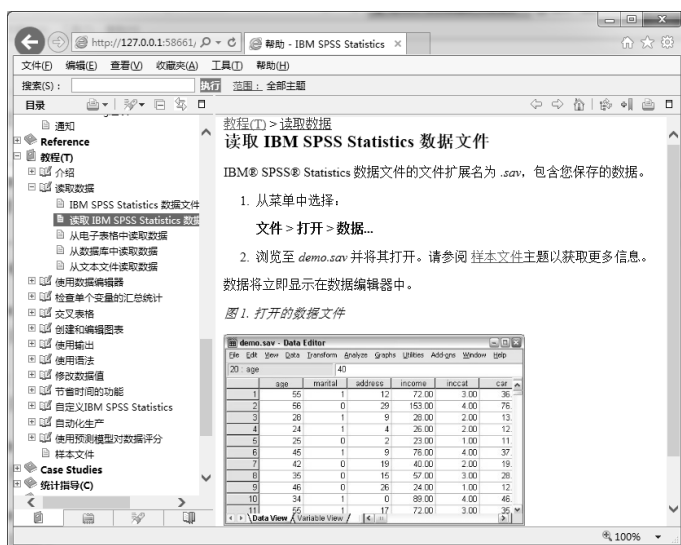 http://127.0.0.1:58661/
帮助 - IBM SPSS Statistics
文件(F) 编辑(E) 查看(V) 收藏夹(A) 工具(T) 帮助(H)
搜索(S)： 执行 范围： 全部主题
目录
通知
Reference
教程(T)
介绍
读取数据
IBM SPSS Statistics 数据文件
读取 IBM SPSS Statistics 数据
从电子表格中读取数据
从数据库中读取数据
从文本文件读取数据
使用数据编辑器
检查单个变量的汇总统计
交叉表格
创建和编辑图表
使用输出
使用语法
修改数据值
节省时间的功能
自定义IBM SPSS Statistics
自动化生产
使用预测模型对数据评分
样本文件
Case Studies
统计指导(C)
教程(T) > 读取数据
读取 IBM SPSS Statistics 数据文件
IBM® SPSS® Statistics 数据文件的文件扩展名为 .sav，包含您保存的数据。
1. 从菜单中选择：
文件 > 打开 > 数据...
2. 浏览至 demo.sav 并将其打开。请参阅 样本文件主题以获取更多信息。
数据将立即显示在数据编辑器中。
图 1. 打开的数据文件
demo.sav - Data Editor
File Edit View Data Transform Analyze Graphs Utilities Add-gns Window Help
20 : age 40
age marital address income inccat car
1 55 1 12 72.00 3.00 36.
2 56 0 29 153.00 4.00 76.
3 28 1 9 28.00 2.00 13.
4 24 1 4 26.00 2.00 12.
5 25 0 2 23.00 1.00 11.
6 45 1 9 76.00 4.00 37.
7 42 0 19 40.00 2.00 19.
8 35 0 15 57.00 3.00 28.
9 46 0 26 24.00 1.00 12.
10 34 1 0 89.00 4.00 46.
11 55 1 17 72.00 3.00 35.
Data View Variable View
100%